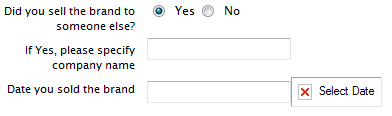 Did you sell the brand to Yes No
someone else?
If Yes, please specify
company name
Date you sold the brand Select Date